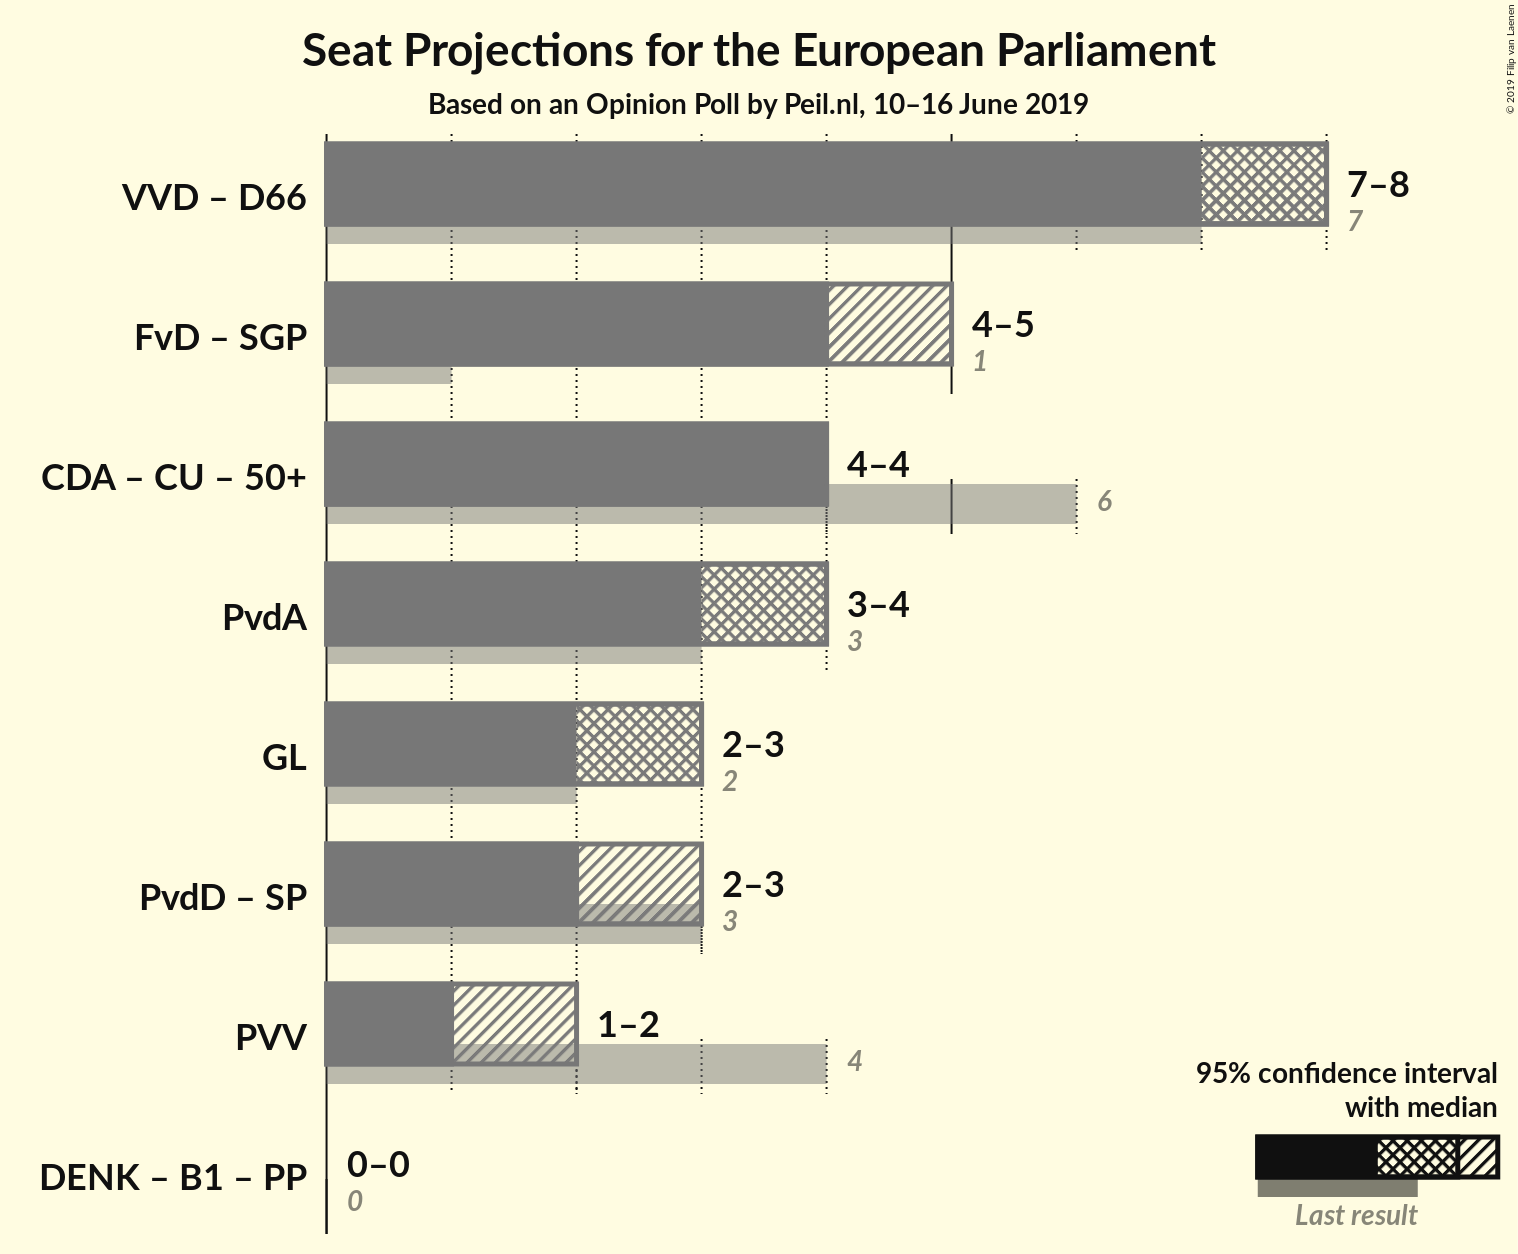 Seat Projections for the European Parliament
Based on an Opinion Poll by Peil.nl, 10–16 June 2019
© 2019 Filip van Laenen
VVD – D66
7–8
7
FvD – SGP
4–5
1
CDA – CU – 50+
4–4
6
PvdA
3–4
3
GL
2–3
2
PvdD – SP
2–3
3
PVV
1–2
4
DENK – B1 – PP
0–0
0
95% confidence interval
with median
Last result